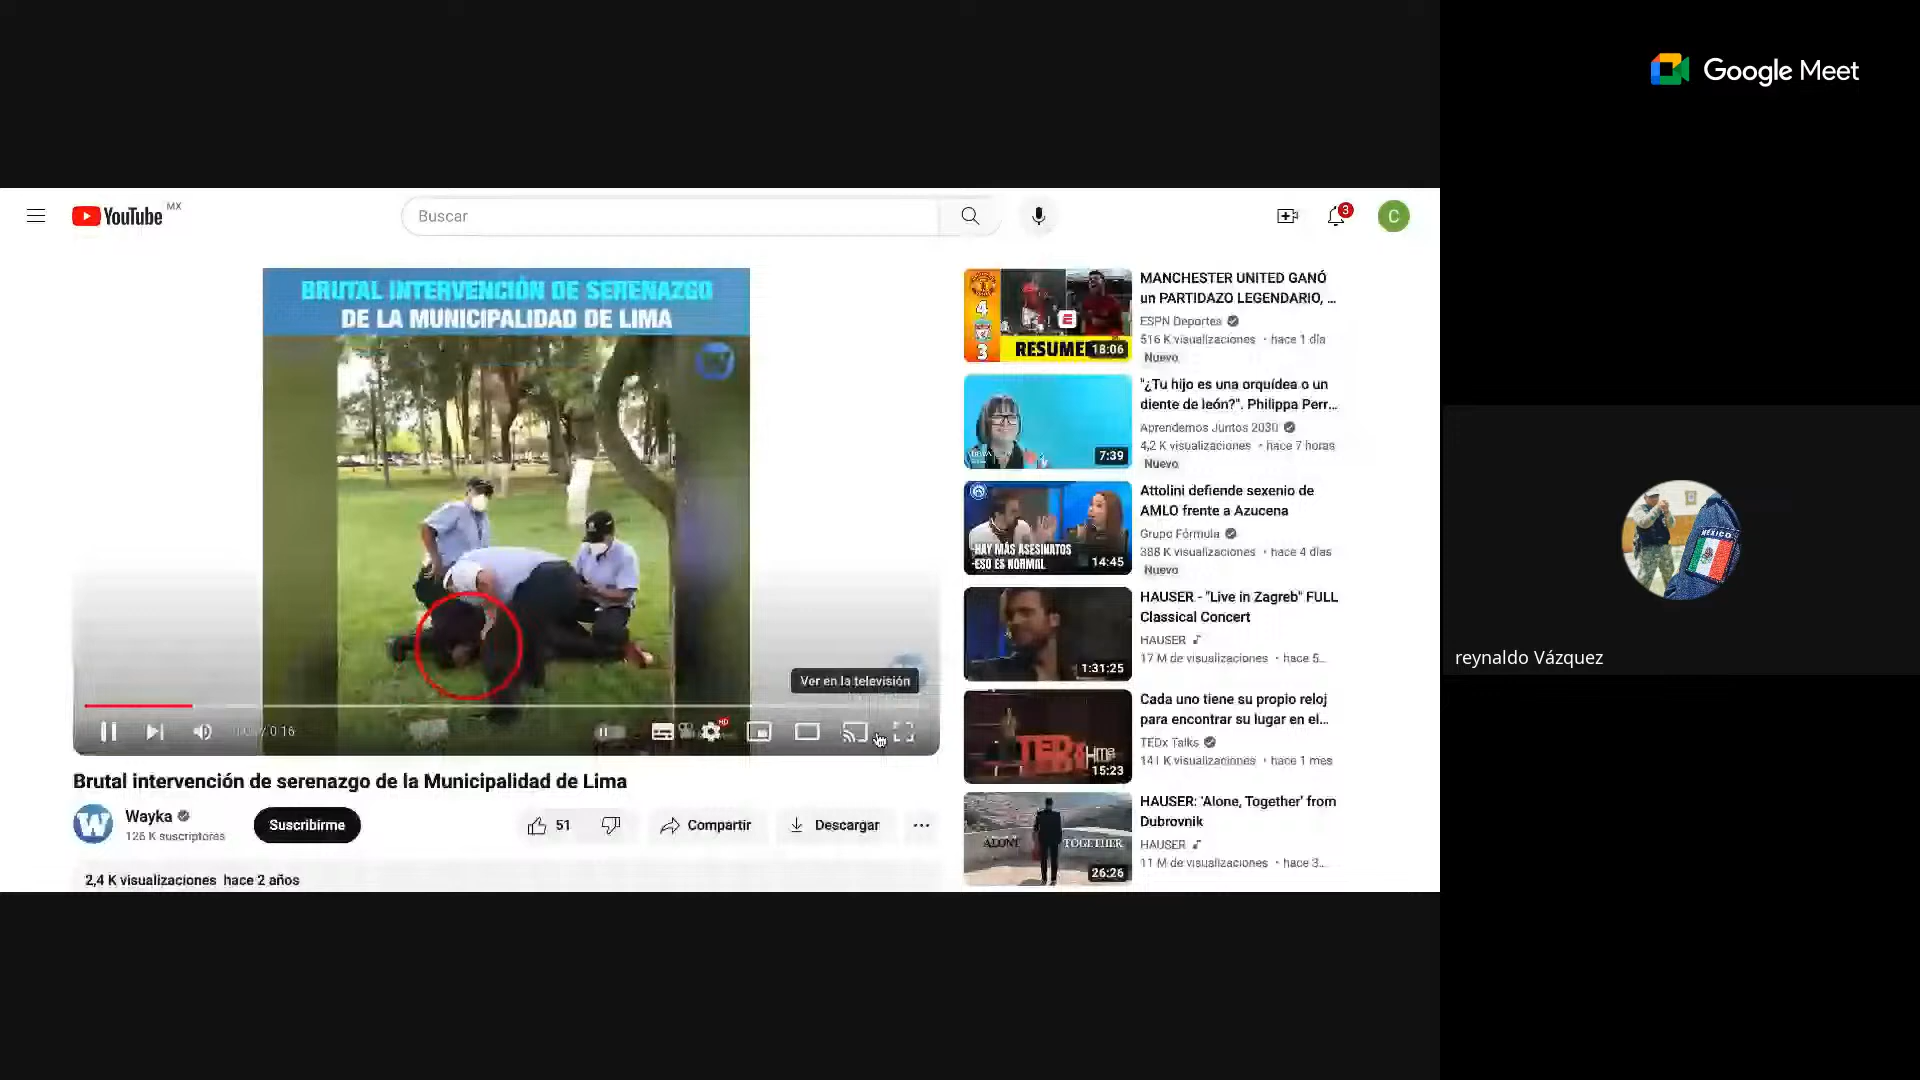 Google Meet
YouTube MX
Buscar
3
C
BRUTAL INTERVENCIÓN DE SERENAZGO
DE LA MUNICIPALIDAD DE LIMA
Ver en la televisión
/ 0:16
HD
Brutal intervención de serenazgo de la Municipalidad de Lima
Wayka
126 K suscriptores
Suscribirme
51
Compartir
Descargar
2,4 K visualizaciones hace 2 años
4
3
RESUME
18:06
MANCHESTER UNITED GANÓ
un PARTIDAZO LEGENDARIO, ...
ESPN Deportes
516 K visualizaciones • hace 1 día
Nuevo
7:39
"¿Tu hijo es una orquídea o un
diente de león?". Philippa Perr...
Aprendemos Juntos 2030
4,2 K visualizaciones • hace 7 horas
Nuevo
HAY MÁS ASESINATOS
-ESO ES NORMAL
14:45
Attolini defiende sexenio de
AMLO frente a Azucena
Grupo Fórmula
388 K visualizaciones • hace 4 días
Nuevo
1:31:25
HAUSER - "Live in Zagreb" FULL
Classical Concert
HAUSER
17 M de visualizaciones • hace 5...
15:23
Cada uno tiene su propio reloj
para encontrar su lugar en el...
TEDx Talks
141 K visualizaciones • hace 1 mes
ALONE TOGETHER
26:26
HAUSER: 'Alone, Together' from
Dubrovnik
HAUSER
11 M de visualizaciones • hace 3...
MÉXICO
reynaldo Vázquez